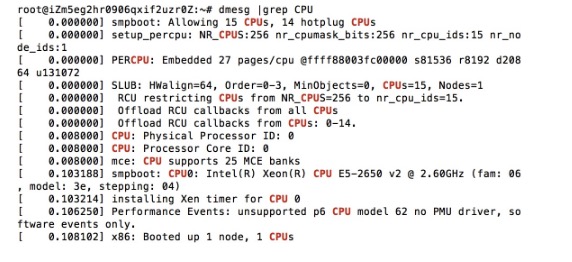 root@iZm5eg2hr0906qxif2uzr0Z:~# dmesg |grep CPU
[    0.000000] smpboot: Allowing 15 CPUs, 14 hotplug CPUs
[    0.000000] setup_percpu: NR_CPUS:256 nr_cpumask_bits:256 nr_cpu_ids:15 nr_no
de_ids:1
[    0.000000] PERCPU: Embedded 27 pages/cpu @ffff88003fc00000 s81536 r8192 d208
64 u131072
[    0.000000] SLUB: HWalign=64, Order=0-3, MinObjects=0, CPUs=15, Nodes=1
[    0.000000]  RCU restricting CPUs from NR_CPUS=256 to nr_cpu_ids=15.
[    0.000000]  Offload RCU callbacks from all CPUs
[    0.000000]  Offload RCU callbacks from CPUs: 0-14.
[    0.008000] CPU: Physical Processor ID: 0
[    0.008000] CPU: Processor Core ID: 0
[    0.008000] mce: CPU supports 25 MCE banks
[    0.103188] smpboot: CPU0: Intel(R) Xeon(R) CPU E5-2650 v2 @ 2.60GHz (fam: 06
, model: 3e, stepping: 04)
[    0.103214] installing Xen timer for CPU 0
[    0.106250] Performance Events: unsupported p6 CPU model 62 no PMU driver, so
ftware events only.
[    0.108102] x86: Booted up 1 node, 1 CPUs